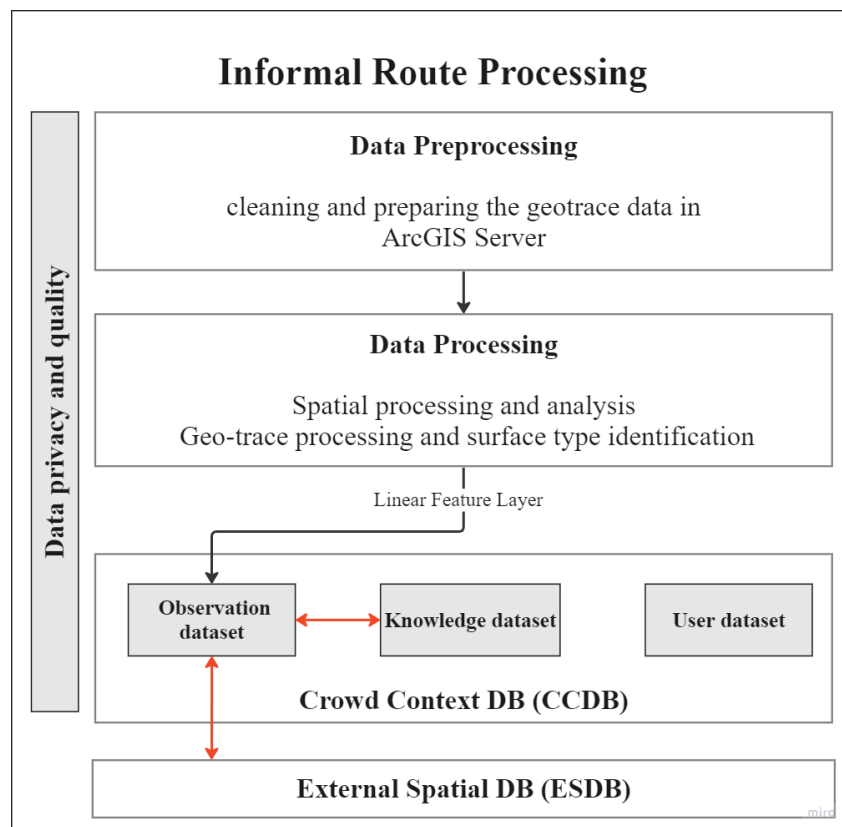 Informal Route Processing
Data privacy and quality
Data Preprocessing
cleaning and preparing the geotrace data in
ArcGIS Server
Data Processing
Spatial processing and analysis
Geo-trace processing and surface type identification
Linear Feature Layer
Observation
dataset
Knowledge dataset
User dataset
Crowd Context DB (CCDB)
External Spatial DB (ESDB)
miro